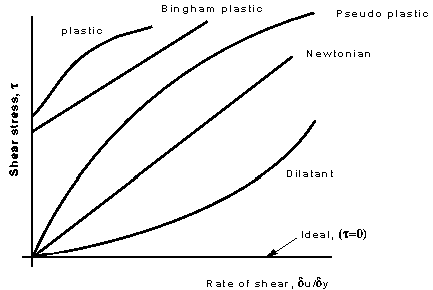 Bingham plastic
plastic
Pseudo plastic
Newtonian
Shear stress, τ
Dilatant
Ideal, (τ=0)
Rate of shear, δu/δy